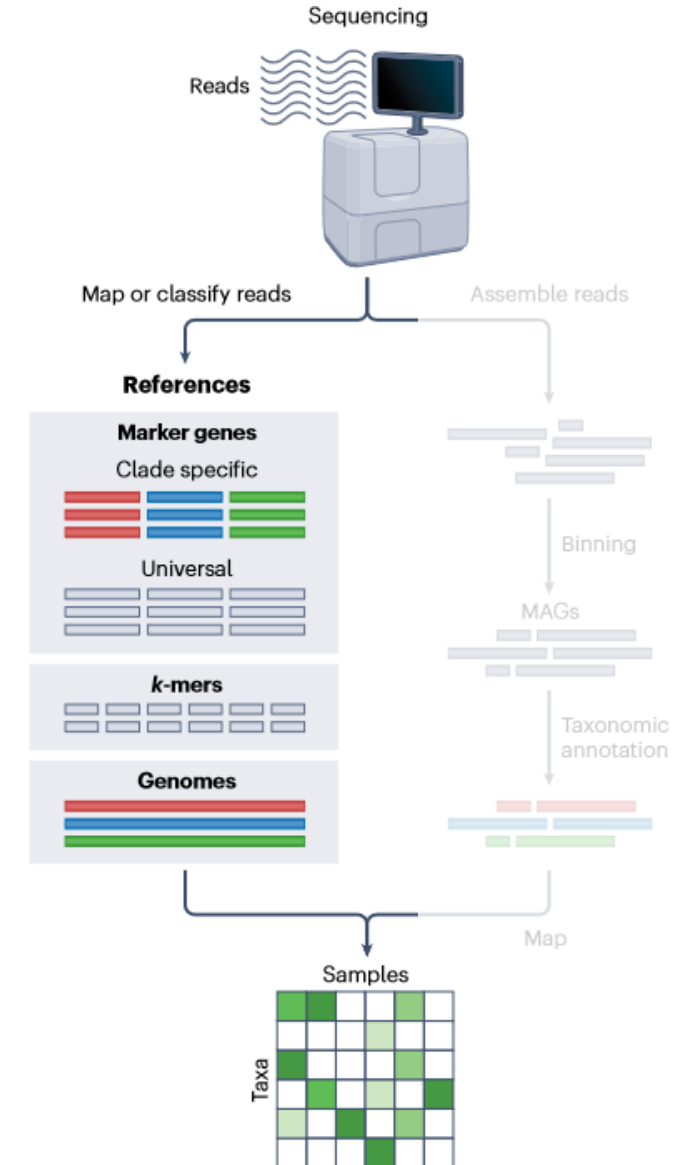 Sequencing
Reads
Map or classify reads
Assemble reads
References
Marker genes
Clade specific
Universal
k-mers
Genomes
Binning
MAGs
Taxonomic
annotation
Map
Samples
Taxa